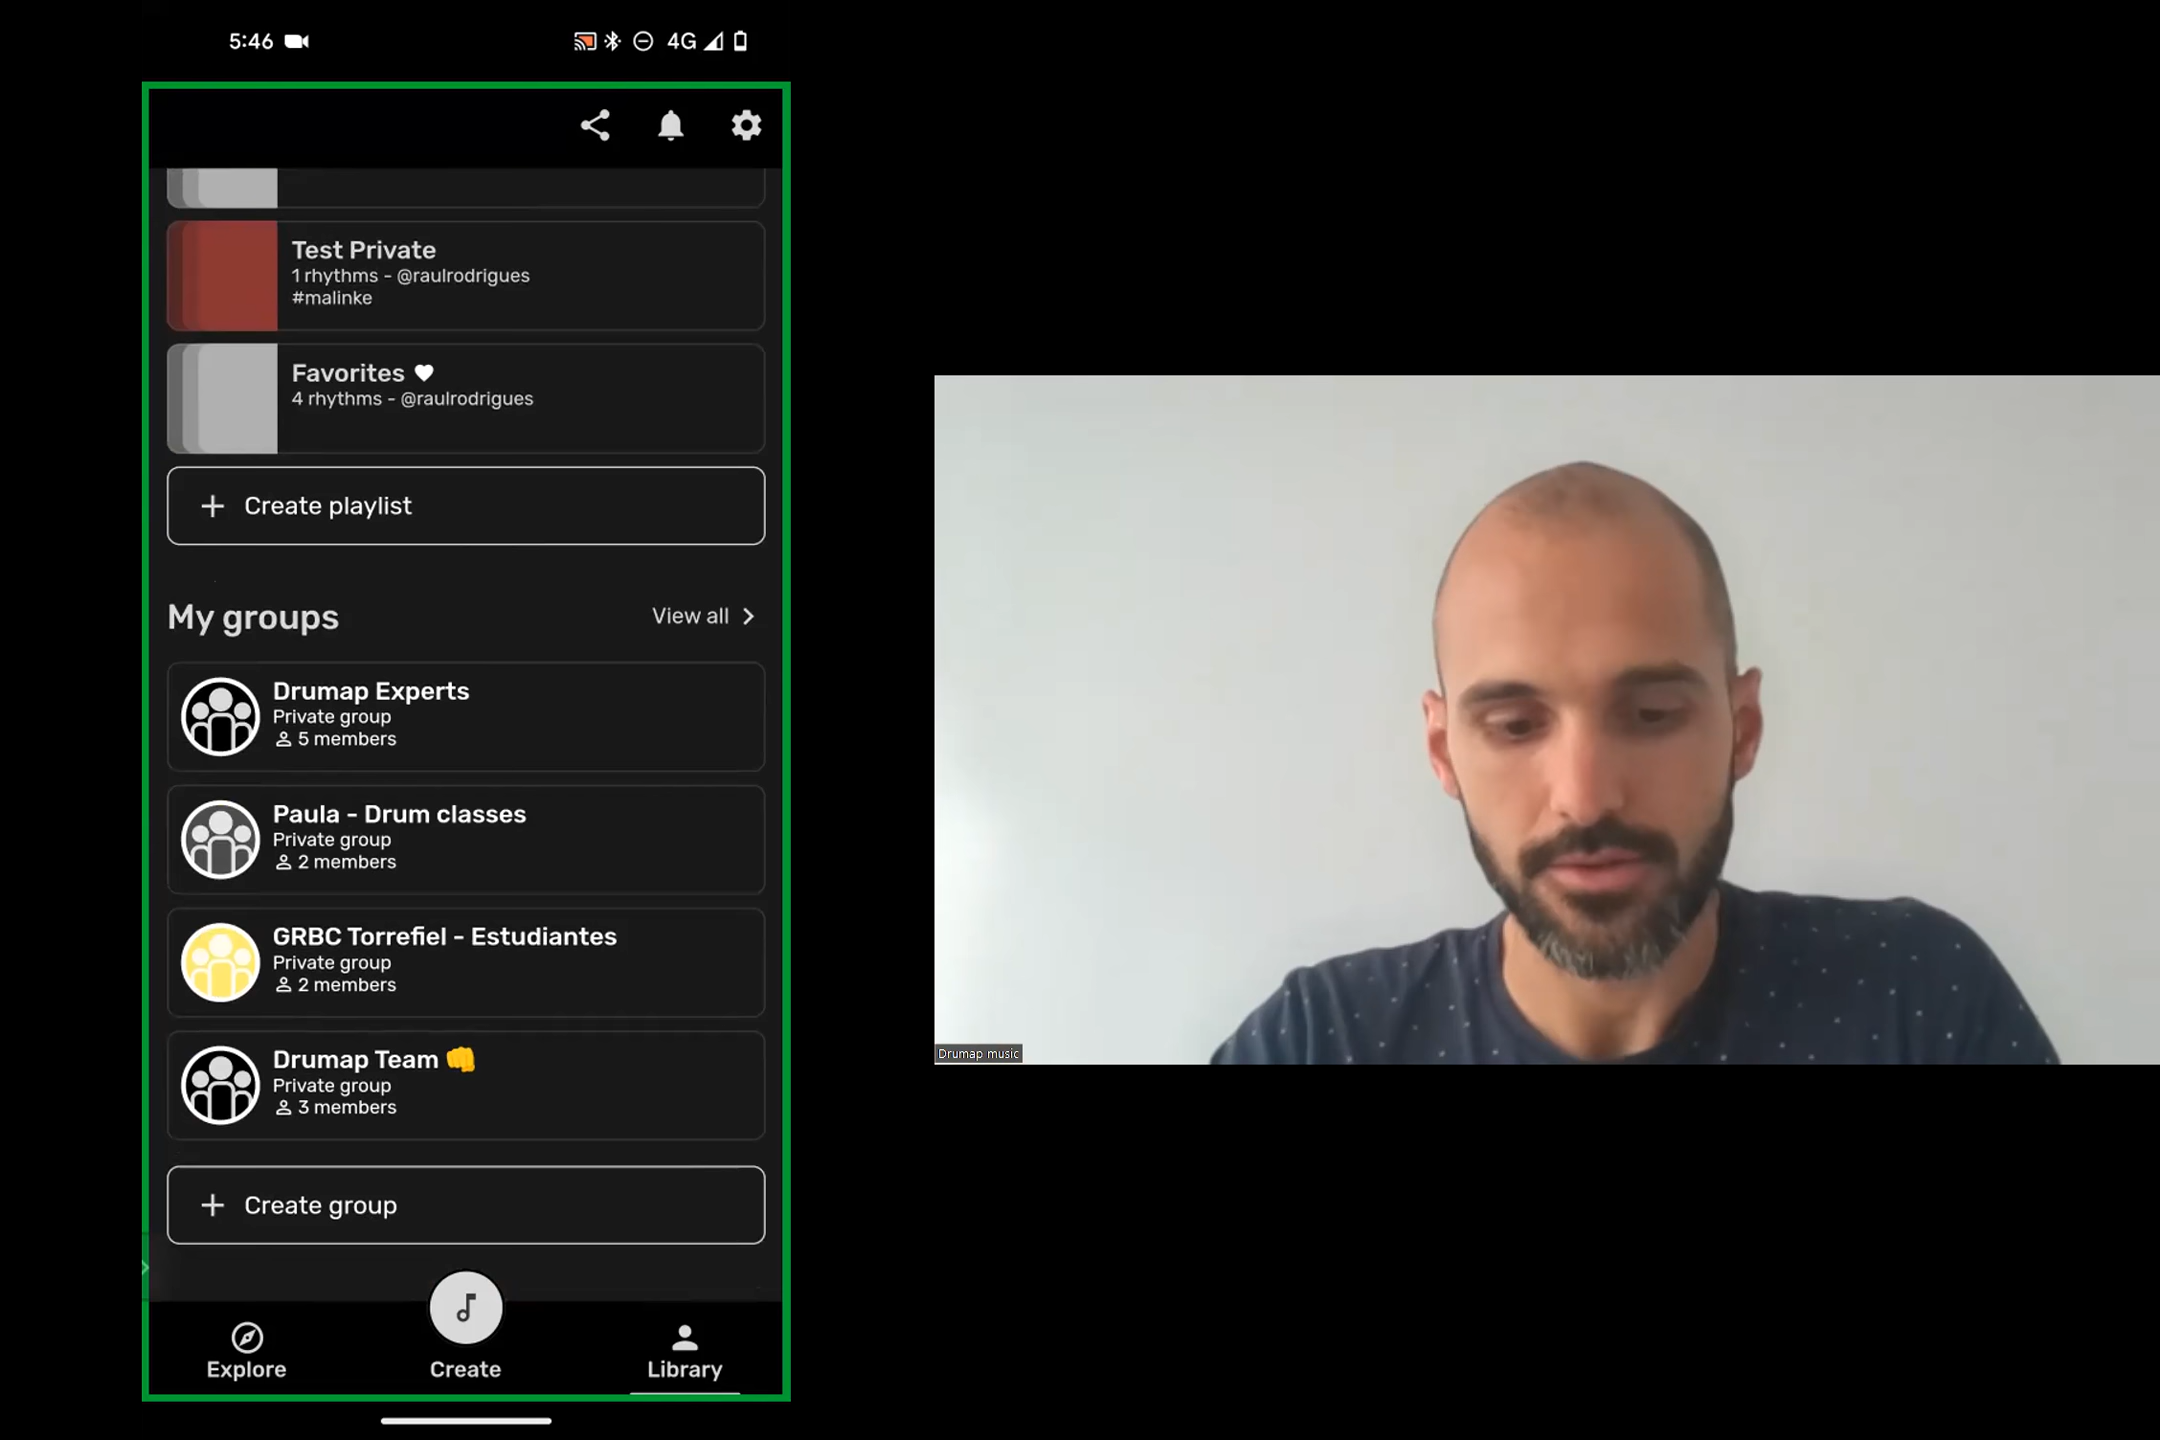 5:46
4G
Test Private
1 rhythms - @raulrodrigues
#malinke
Favorites
4 rhythms - @raulrodrigues
Create playlist
My groups
View all
Drumap Experts
Private group
5 members
Paula - Drum classes
Private group
2 members
GRBC Torrefiel - Estudiantes
Private group
2 members
Drumap Team 👊
Private group
3 members
Create group
Explore
Create
Library
Drumap music